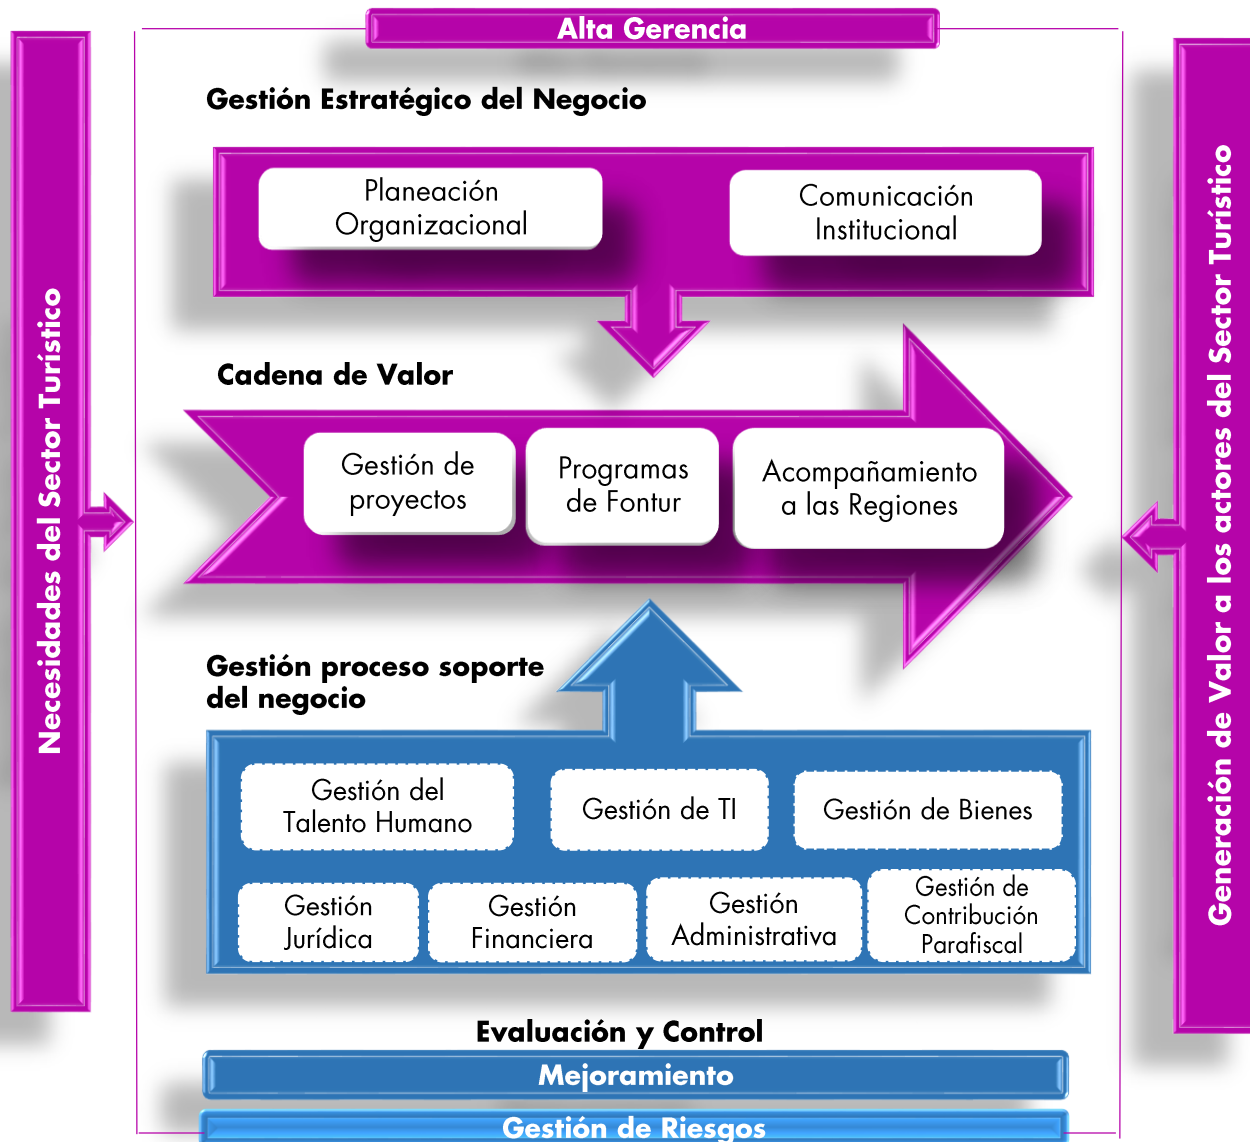 Alta Gerencia
Gestión Estratégico del Negocio
Planeación
Organizacional
Comunicación
Institucional
Necesidades del Sector Turístico
Cadena de Valor
Gestión de
proyectos
Programas
de Fontur
Acompañamiento
a las Regiones
Generación de Valor a los actores del Sector Turístico
Gestión proceso soporte
del negocio
Gestión del
Talento Humano
Gestión de TI
Gestión de Bienes
Gestión
Jurídica
Gestión
Financiera
Gestión
Administrativa
Gestión de
Contribución
Parafiscal
Evaluación y Control
Mejoramiento
Gestión de Riesgos